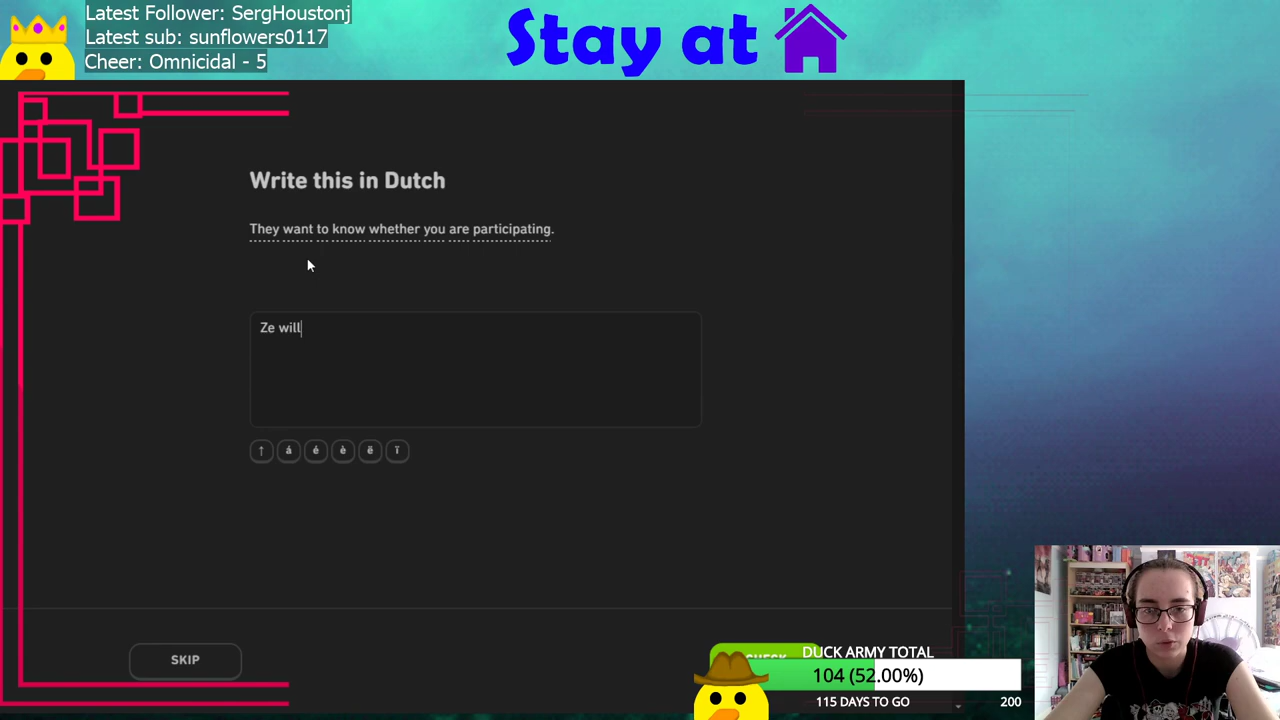 Latest Follower: SergHoustonj
Latest sub: sunflowers0117
Cheer: Omnicidal - 5
Stay at
Write this in Dutch
They want to know whether you are participating.
Ze will
↑ á é è ë ï
SKIP
DUCK ARMY TOTAL
104 (52.00%)
115 DAYS TO GO 200